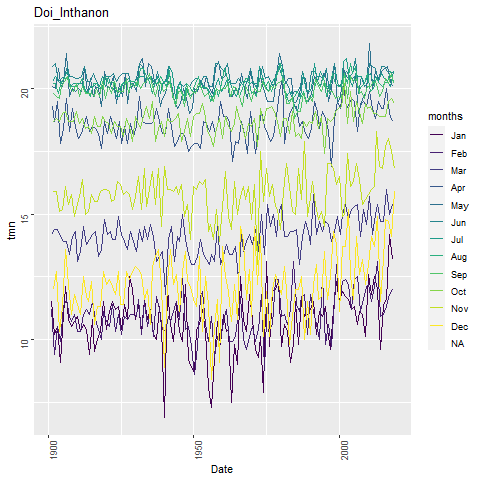 Doi_Inthanon
tmn
20
15
10
1900
1950
2000
Date
months
Jan
Feb
Mar
Apr
May
Jun
Jul
Aug
Sep
Oct
Nov
Dec
NA